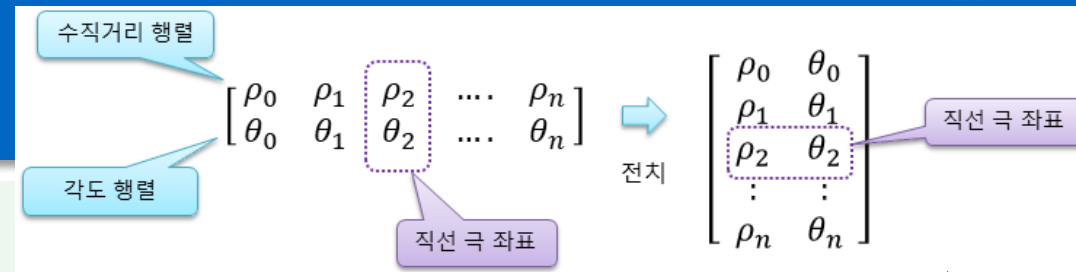 수직거리 행렬
ρ₀ ρ₁ ρ₂ .... ρₙ
θ₀ θ₁ θ₂ .... θₙ
각도 행렬
직선 극 좌표
전치
ρ₀ θ₀
ρ₁ θ₁
ρ₂ θ₂
⋮ ⋮
ρₙ θₙ
직선 극 좌표